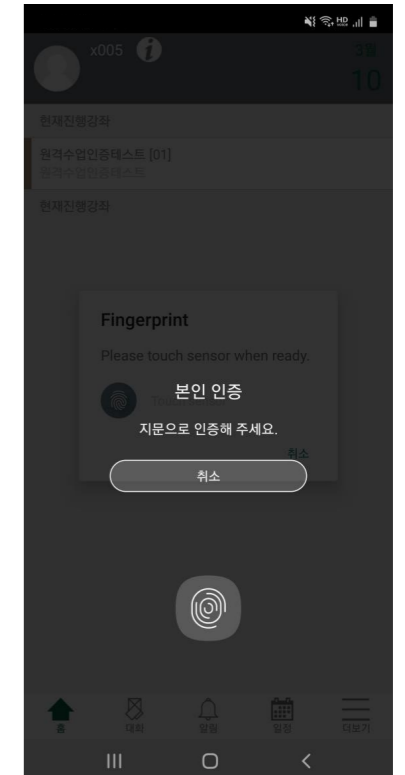 HD
x005 i
3월
10
현재진행강좌
원격수업인증테스트 [01]
원격수업인증테스트
현재진행강좌
Fingerprint
Please touch sensor when ready.
본인 인증
지문으로 인증해 주세요.
취소
취소
홈
대화
알림
일정
더보기